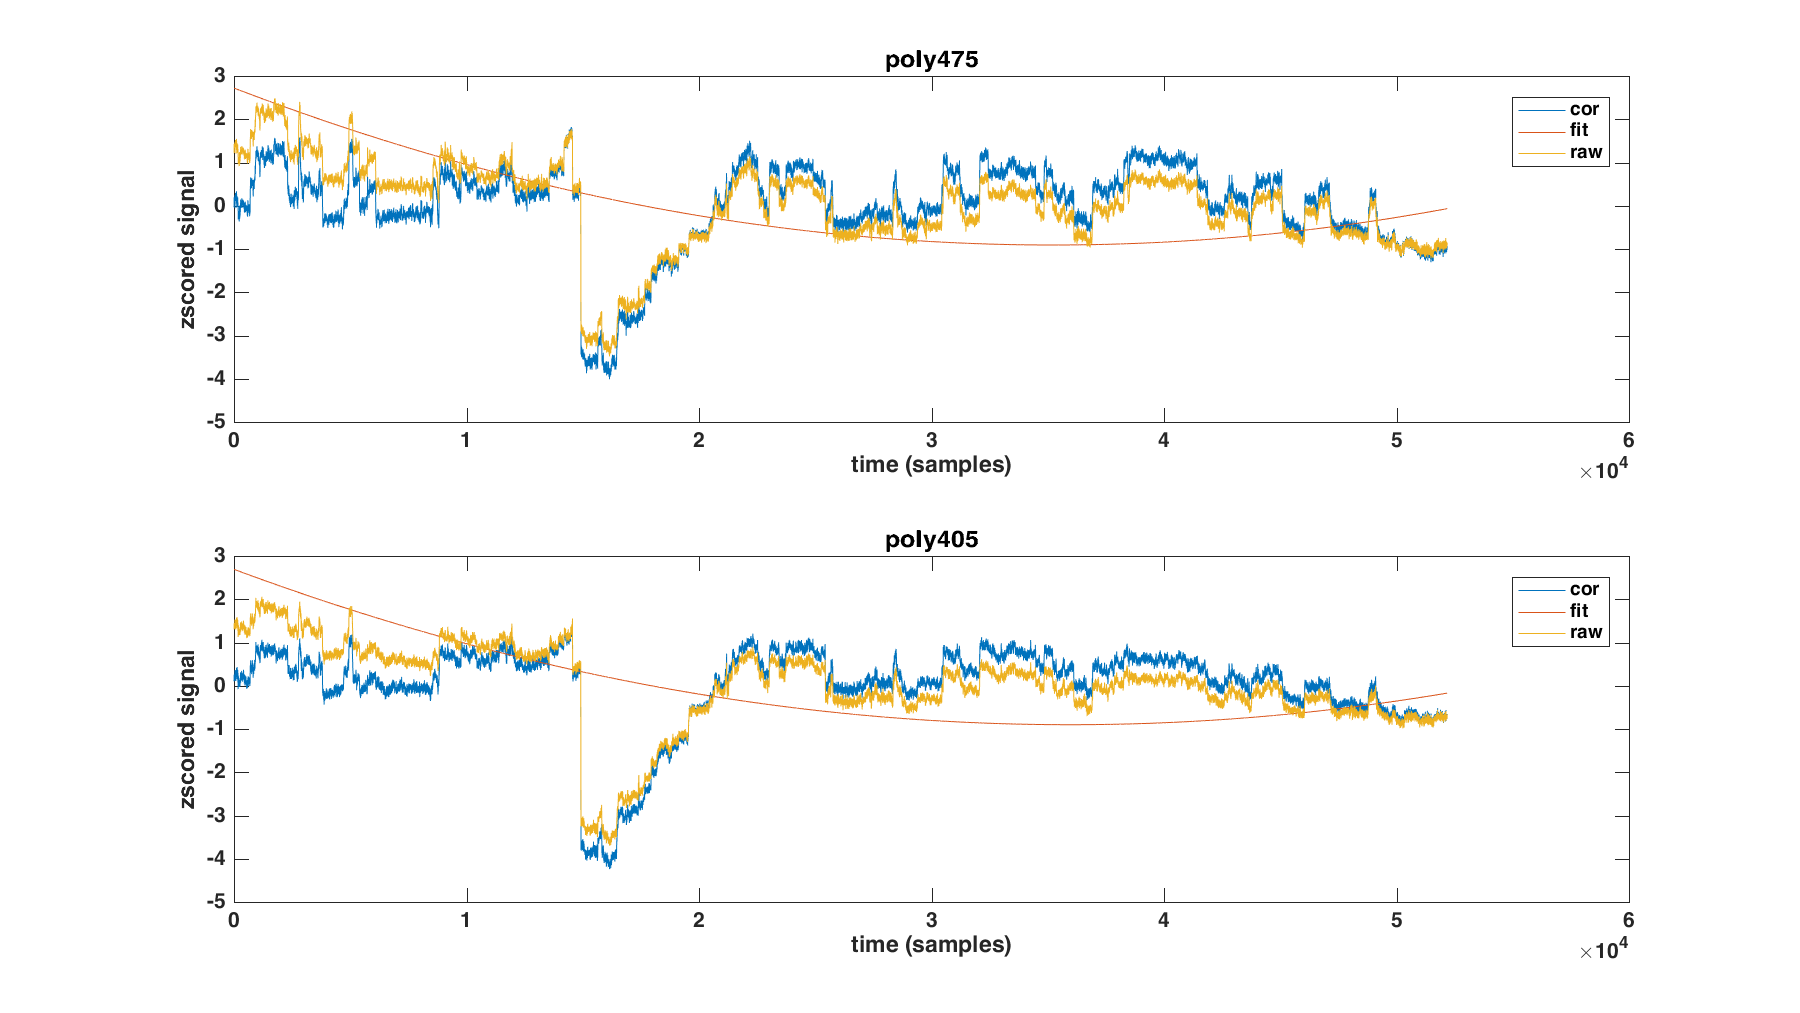 poly475
3
2
1
0
-1
-2
-3
-4
-5
zscored signal
cor
fit
raw
0 1 2 3 4 5 6
time (samples)
×10^4
poly405
3
2
1
0
-1
-2
-3
-4
-5
zscored signal
cor
fit
raw
0 1 2 3 4 5 6
time (samples)
×10^4